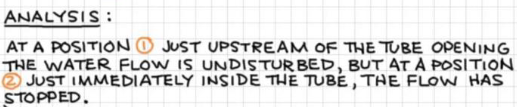 ANALYSIS :
AT A POSITION ① JUST UPSTREAM OF THE TUBE OPENING
THE WATER FLOW IS UNDISTURBED, BUT AT A POSITION
② JUST IMMEDIATELY INSIDE THE TUBE, THE FLOW HAS
STOPPED.